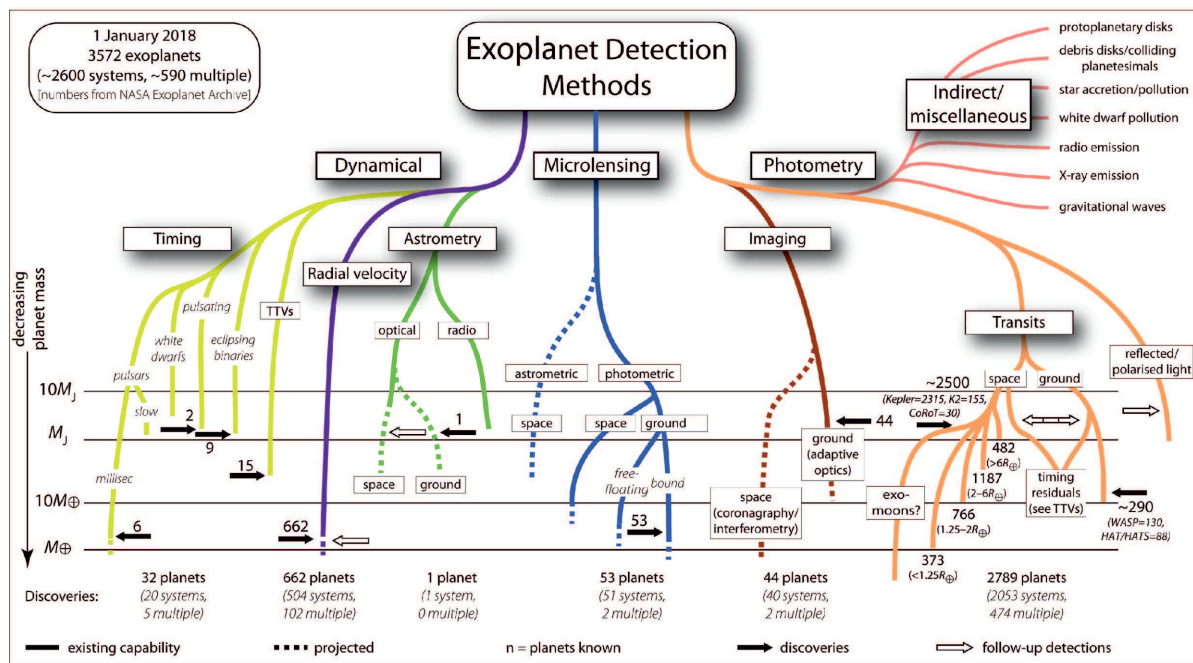 1 January 2018
3572 exoplanets
(~2600 systems, ~590 multiple)
[numbers from NASA Exoplanet Archive]
Exoplanet Detection
Methods
protoplanetary disks
debris disks/colliding
planetesimals
star accretion/pollution
white dwarf pollution
radio emission
X-ray emission
gravitational waves
Indirect/
miscellaneous
Dynamical
Microlensing
Photometry
Timing
Astrometry
Imaging
Radial velocity
decreasing
planet mass
pulsating
TTVs
optical
radio
Transits
white
dwarfs
eclipsing
binaries
reflected/
polarised light
pulsars
slow
astrometric
photometric
~2500
space
ground
(Kepler=2315, K2=155,
CoRoT=30)
10MJ
2
1
44
MJ
9
space
space
ground
ground
(adaptive
optics)
482
(>6R⊕)
15
millisec
space
ground
free-
floating
bound
1187
(2–6R⊕)
timing
residuals
(see TTVs)
exo-
moons?
space
(coronagraphy/
interferometry)
10M⊕
766
(1.25–2R⊕)
~290
(WASP=130,
HAT/HATS=88)
6
662
53
M⊕
373
(<1.25R⊕)
Discoveries:
32 planets
(20 systems,
5 multiple)
662 planets
(504 systems,
102 multiple)
1 planet
(1 system,
0 multiple)
53 planets
(51 systems,
2 multiple)
44 planets
(40 systems,
2 multiple)
2789 planets
(2053 systems,
474 multiple)
existing capability
projected
n = planets known
discoveries
follow-up detections